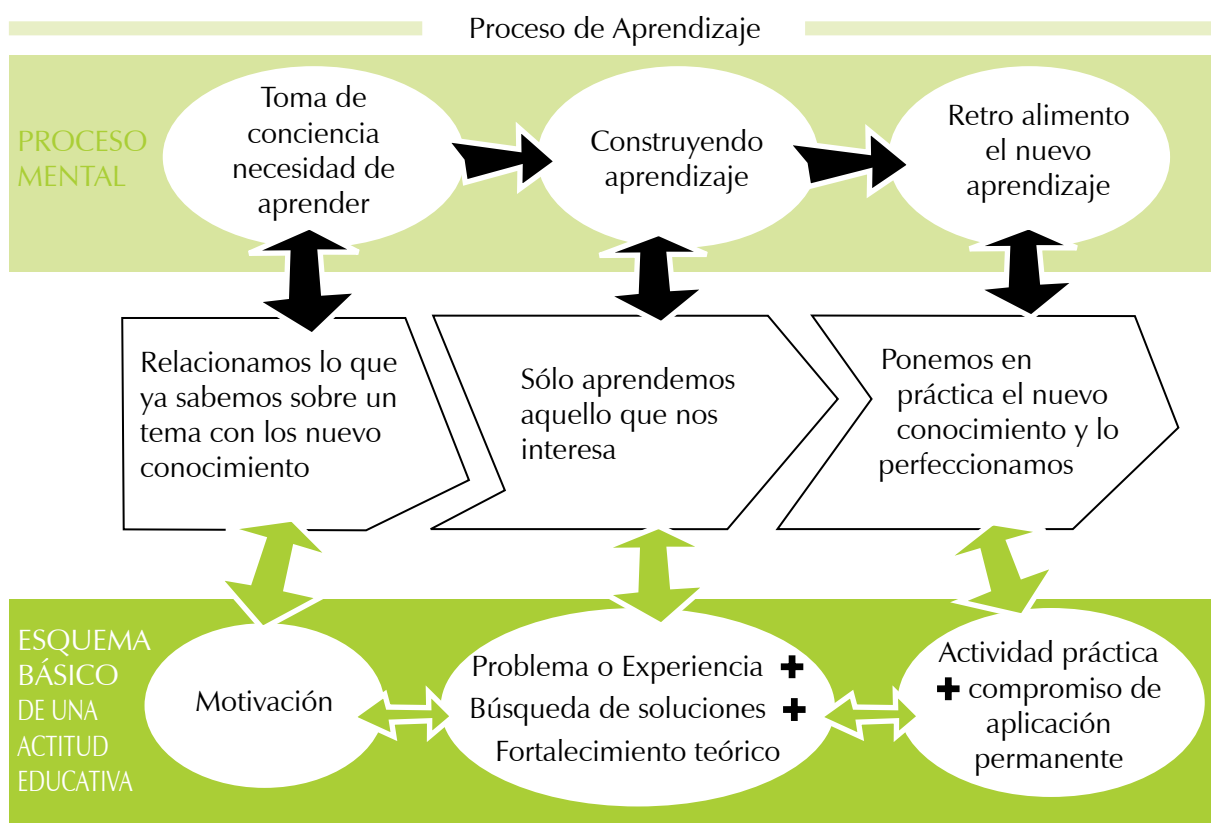 Proceso de Aprendizaje
PROCESO
MENTAL
Toma de
conciencia
necesidad de
aprender
Construyendo
aprendizaje
Retro alimento
el nuevo
aprendizaje
Relacionamos lo que
ya sabemos sobre un
tema con los nuevo
conocimiento
Sólo aprendemos
aquello que nos
interesa
Ponemos en
práctica el nuevo
conocimiento y lo
perfeccionamos
ESQUEMA
BÁSICO
DE UNA
ACTITUD
EDUCATIVA
Motivación
Problema o Experiencia +
Búsqueda de soluciones +
Fortalecimiento teórico
Actividad práctica
+ compromiso de
aplicación
permanente